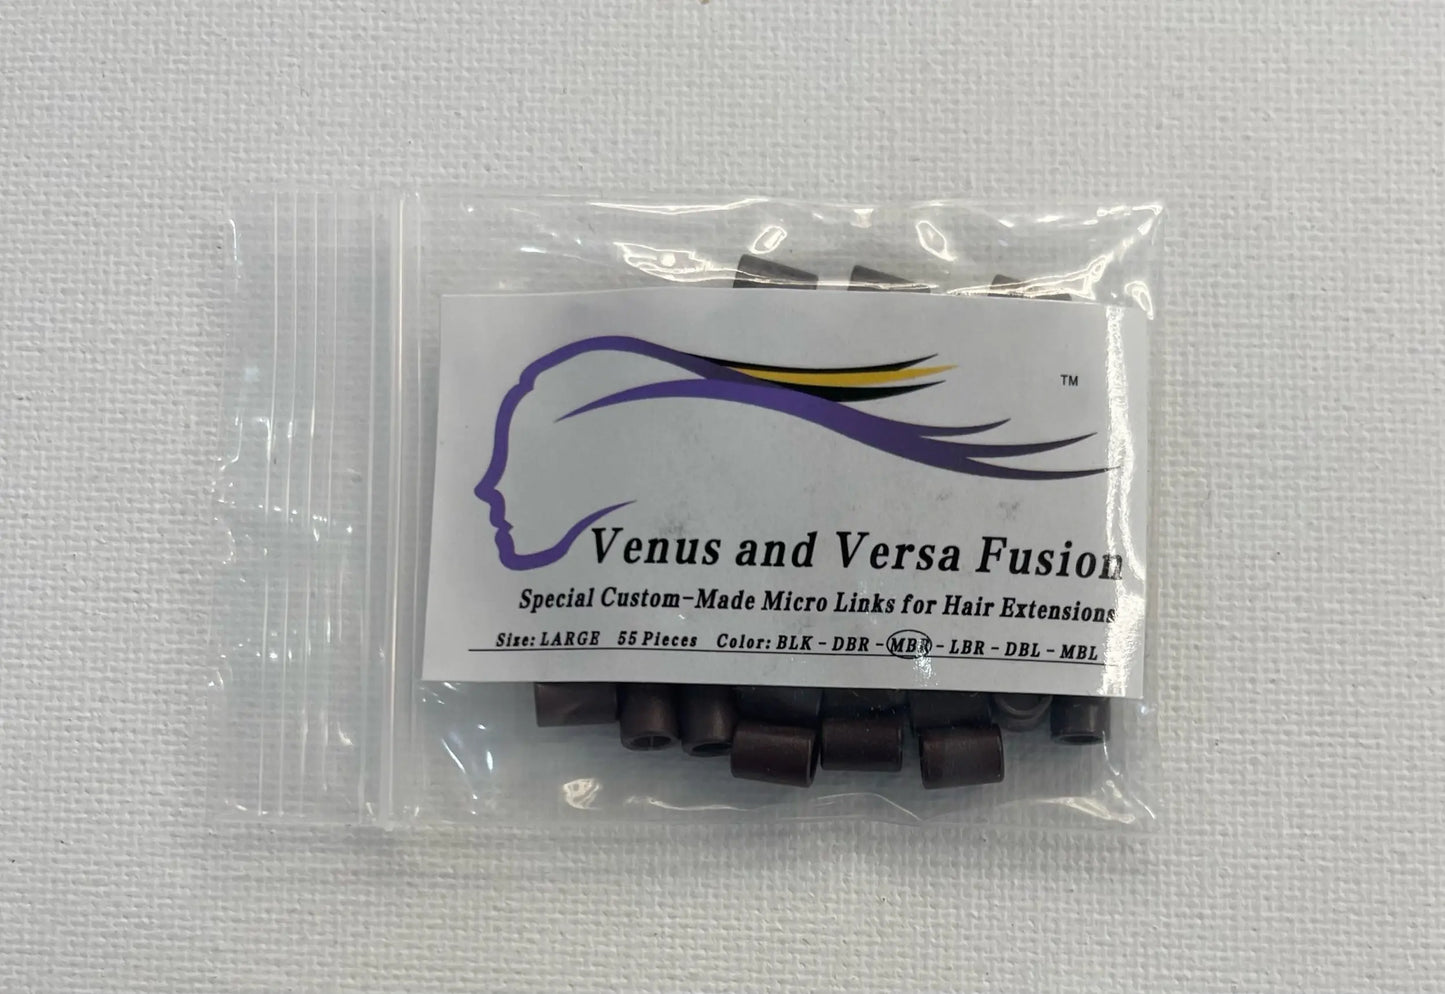 TM
Venus and Versa Fusion
Special Custom-Made Micro Links for Hair Extensions
Size: LARGE 55 Pieces Color: BLK - DBR - MBR - LBR - DBL - MBL